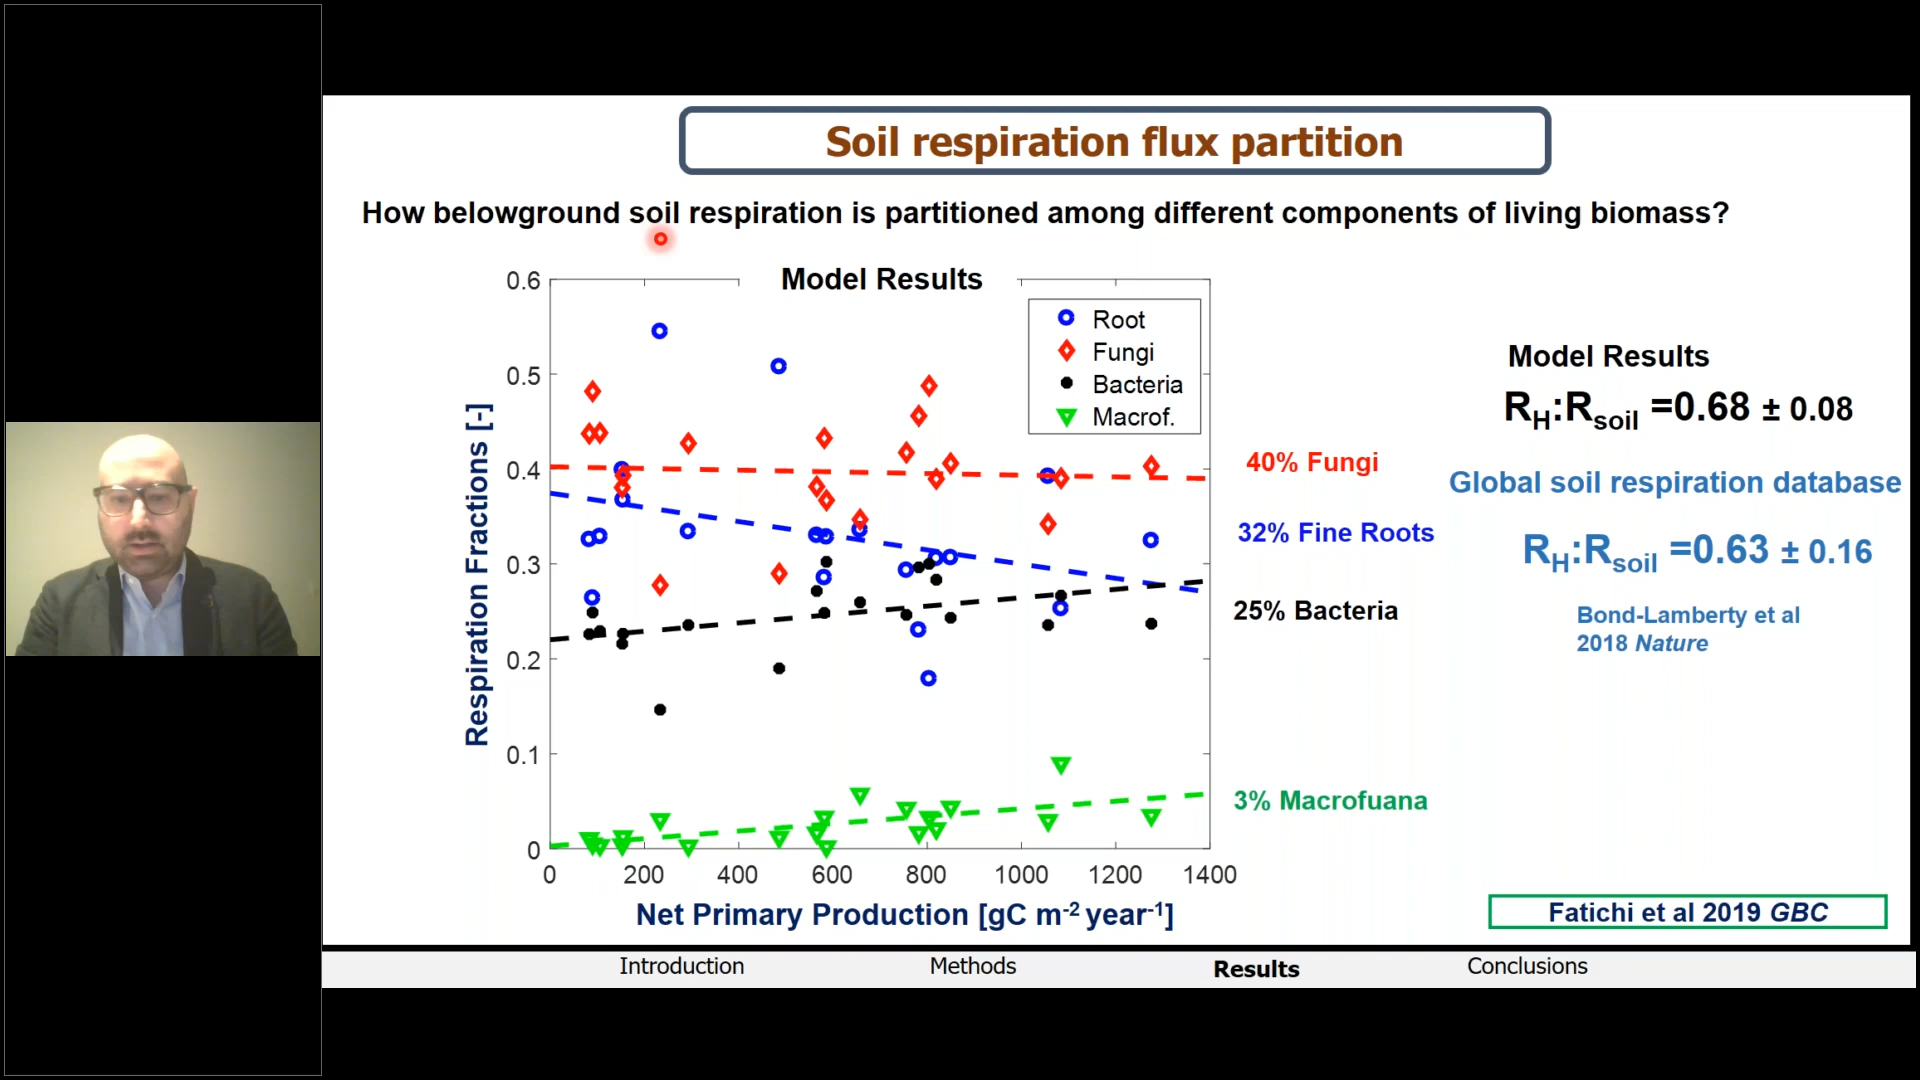 Soil respiration flux partition
How belowground soil respiration is partitioned among different components of living biomass?
Model Results
0.6
0.5
0.4
0.3
0.2
0.1
0
Respiration Fractions [-]
Root
Fungi
Bacteria
Macrof.
0 200 400 600 800 1000 1200 1400
Net Primary Production [gC m-2 year-1]
40% Fungi
32% Fine Roots
25% Bacteria
3% Macrofuana
Model Results
RH:Rsoil =0.68 ± 0.08
Global soil respiration database
RH:Rsoil =0.63 ± 0.16
Bond-Lamberty et al
2018 Nature
Fatichi et al 2019 GBC
Introduction Methods Results Conclusions